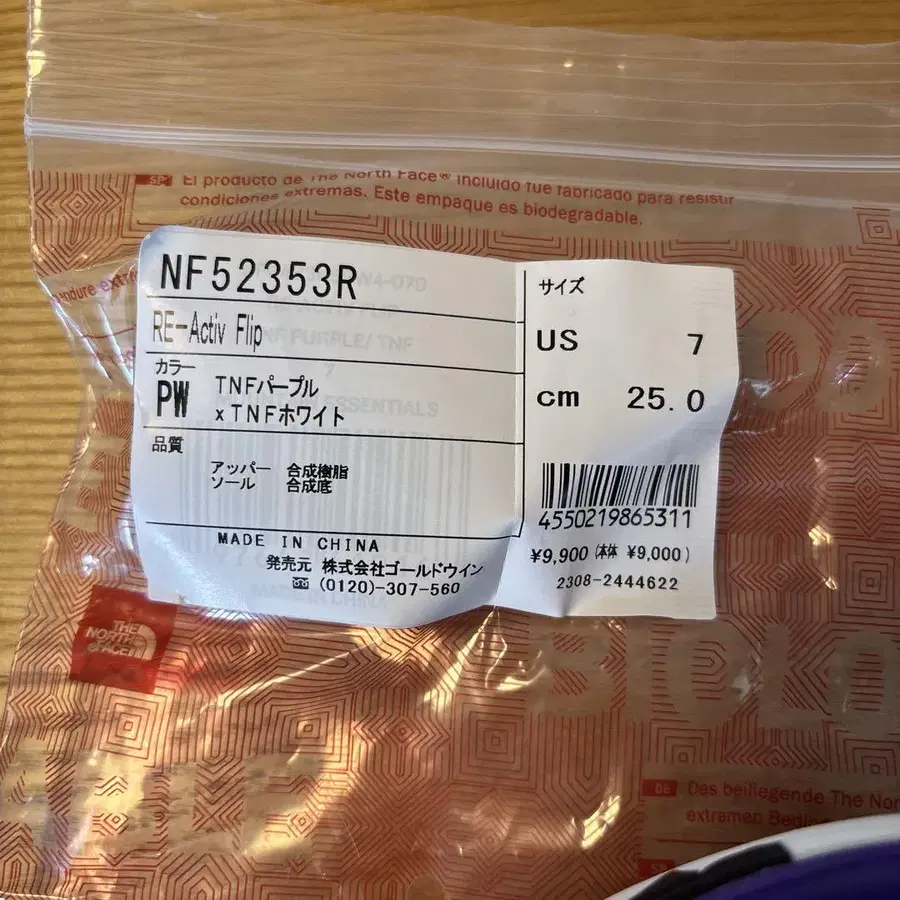 SP El producto de The North Face® incluido fue fabricado para resistir
condiciones extremas. Este empaque es biodegradable.
NF52353R
RE-Activ Flip
カラー
PW TNFパープル
xTNFホワイト
品質
アッパー 合成樹脂
ソール 合成底
MADE IN CHINA
発売元 株式会社ゴールドウイン
(0120)-307-560
サイズ
US 7
cm 25.0
4550219865311
¥9,900 (本体 ¥9,000)
2308-2444622
THE
NORTH
FACE
DE Das beiliegende The Nor
extremen